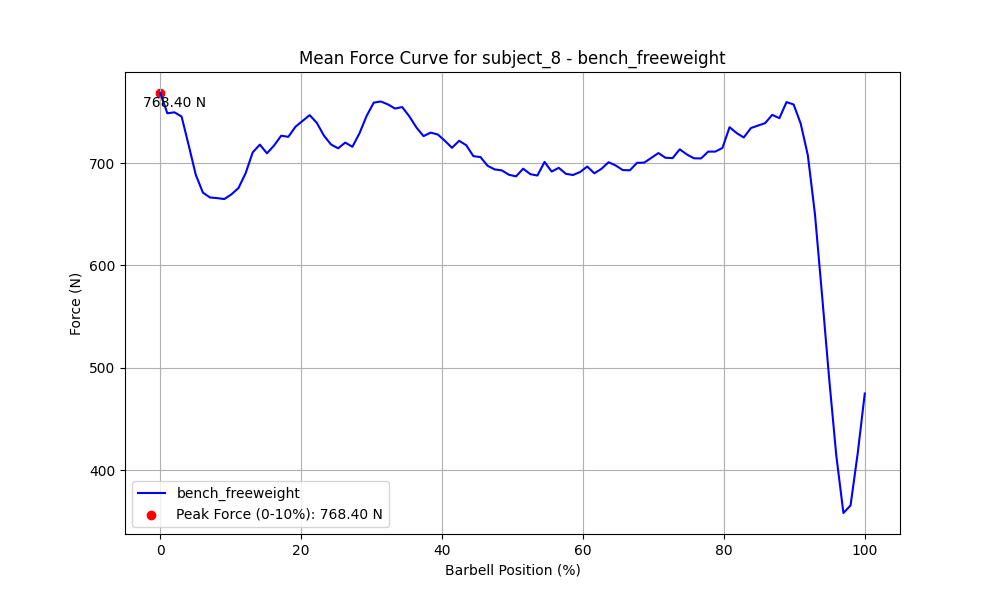 Mean Force Curve for subject_8 - bench_freeweight
768.40 N
700
600
500
400
Force (N)
bench_freeweight
Peak Force (0-10%): 768.40 N
0 20 40 60 80 100
Barbell Position (%)